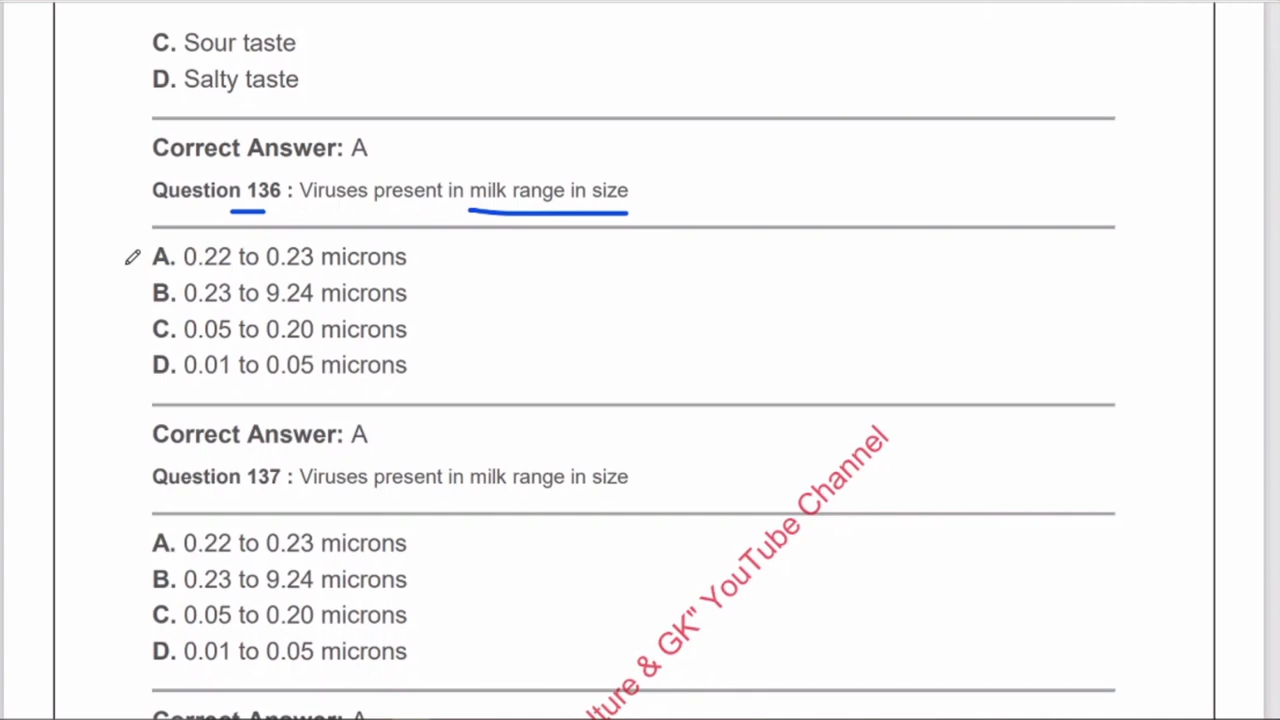 C. Sour taste
D. Salty taste
Correct Answer: A
Question 136 : Viruses present in milk range in size
A. 0.22 to 0.23 microns
B. 0.23 to 9.24 microns
C. 0.05 to 0.20 microns
D. 0.01 to 0.05 microns
Correct Answer: A
Question 137 : Viruses present in milk range in size
A. 0.22 to 0.23 microns
B. 0.23 to 9.24 microns
C. 0.05 to 0.20 microns
D. 0.01 to 0.05 microns
Correct Answer: A
lture & GK" YouTube Channel